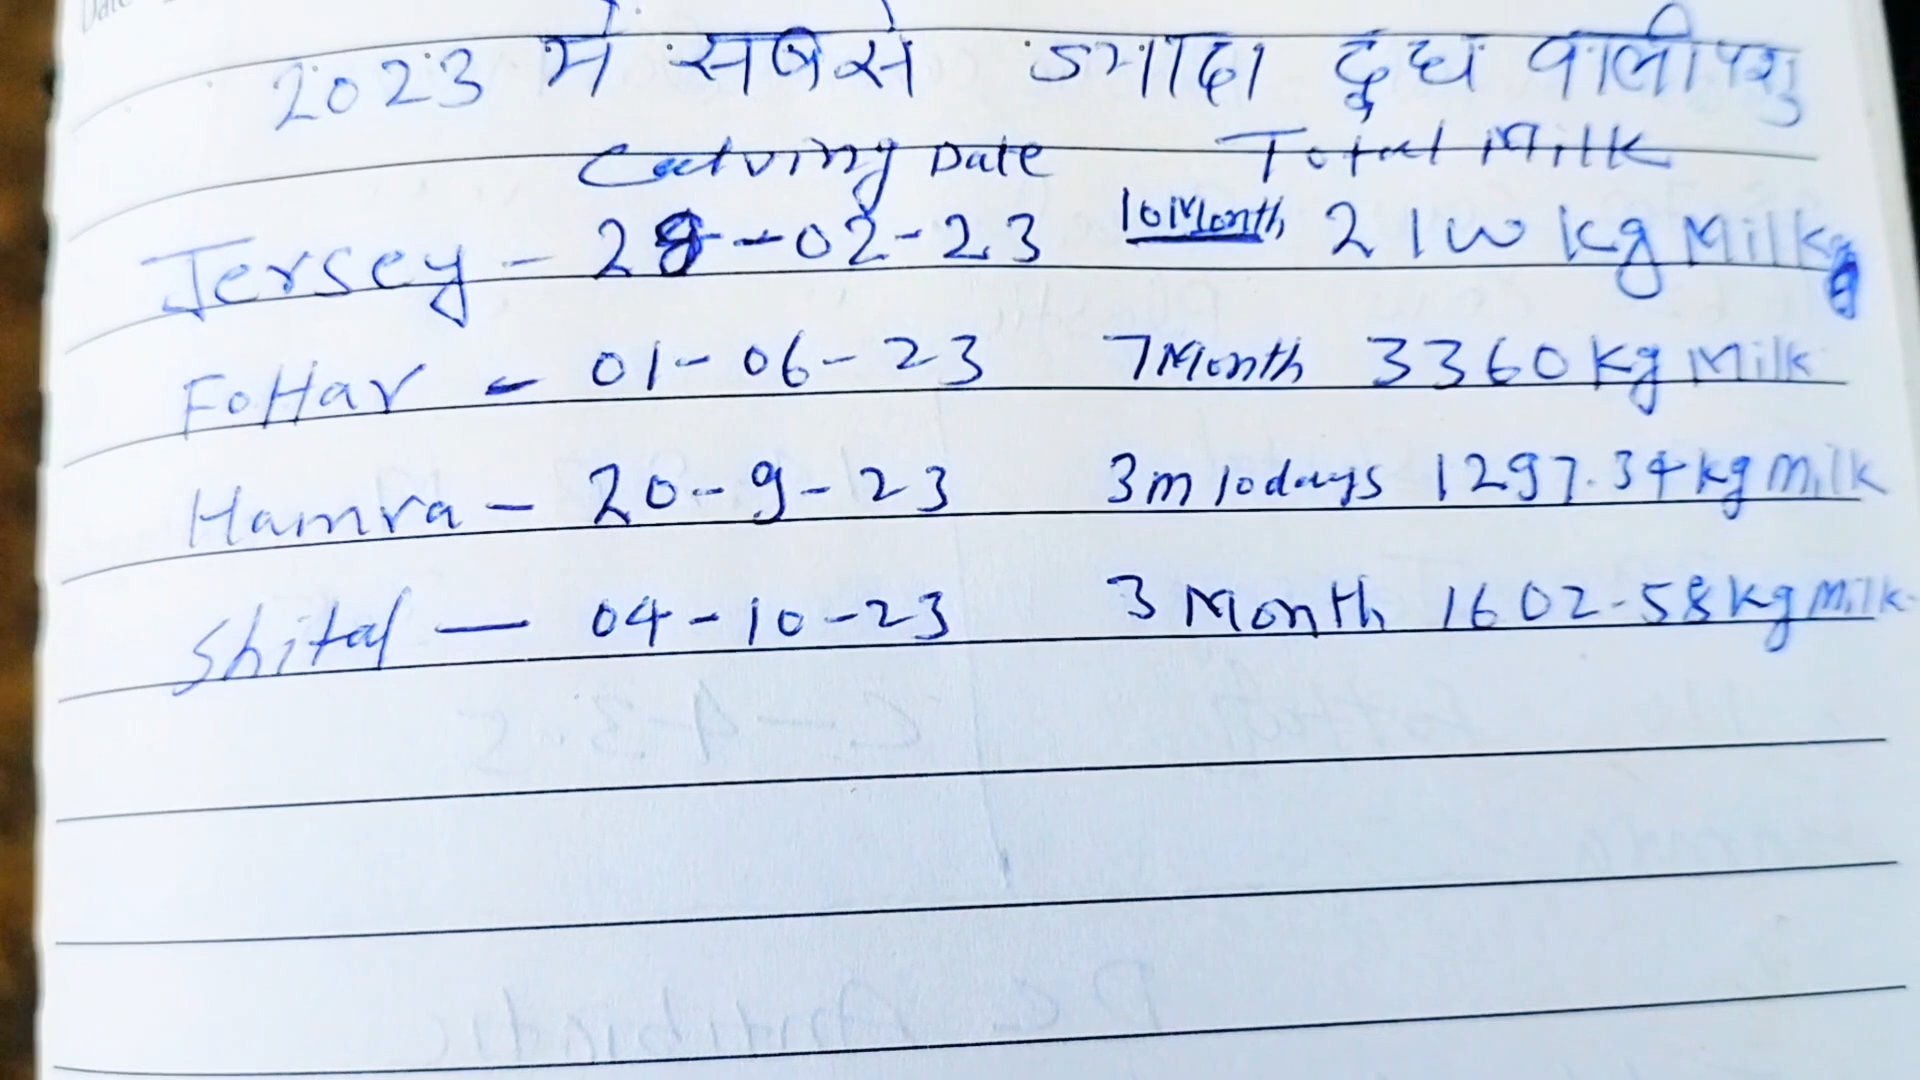 2023 में सबसे ज्यादा दूध वाली पशु
Calving Date Total Milk
Jersey - 28-02-23 10 Month 2100 kg Milk
FoHar - 01-06-23 7 Month 3360 kg Milk
Hamra - 20-9-23 3m 10days 1297.34 kg Milk
Shital — 04-10-23 3 Month 1602-58 kg Milk